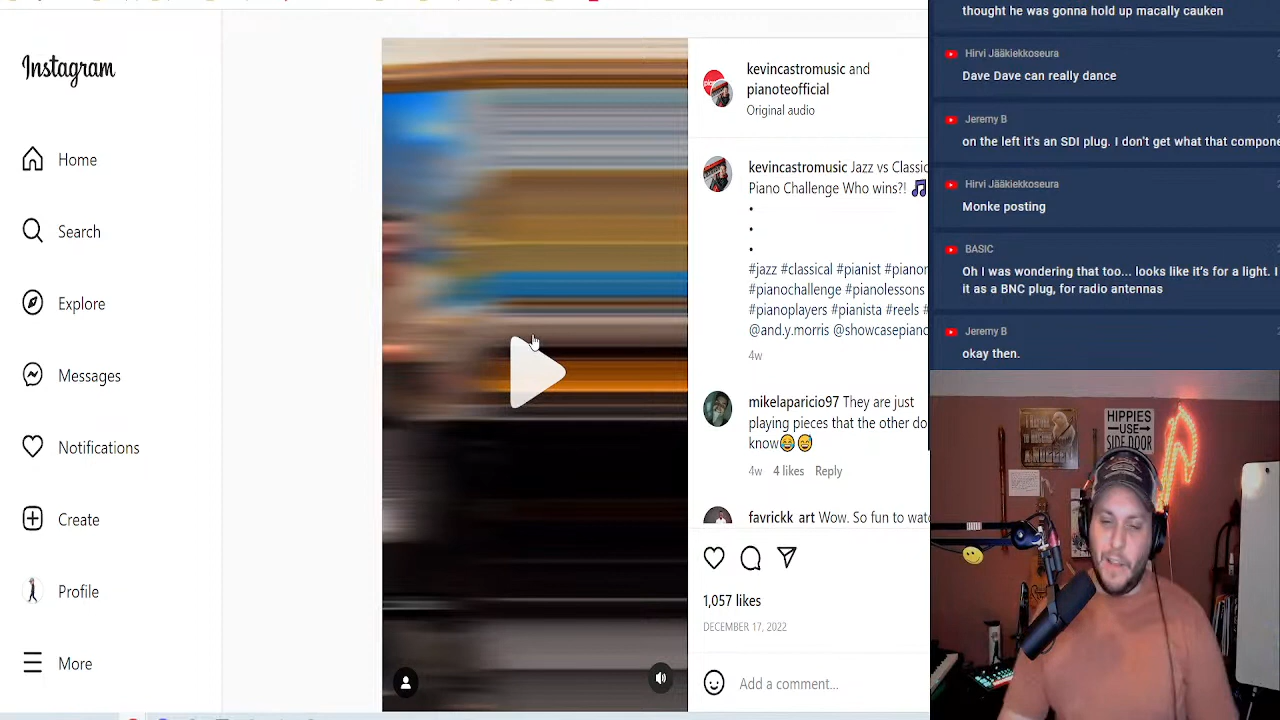 Instagram
Home
Search
Explore
Messages
Notifications
Create
Profile
More
kevincastromusic and
pianoteofficial
Original audio
kevincastromusic Jazz vs Classic
Piano Challenge Who wins?! 🎵
•
•
•
#jazz #classical #pianist #pianor
#pianochallenge #pianolessons
#pianoplayers #pianista #reels #
@and.y.morris @showcasepiano
4w
mikelaparicio97 They are just
playing pieces that the other do
know😂😅
4w 4 likes Reply
favrickk_art Wow. So fun to wato
1,057 likes
DECEMBER 17, 2022
Add a comment...
thought he was gonna hold up macally cauken
Hirvi Jääkiekkoseura
Dave Dave can really dance
Jeremy B
on the left it's an SDI plug. I don't get what that compone
Hirvi Jääkiekkoseura
Monke posting
BASIC
Oh I was wondering that too... looks like it's for a light. I
it as a BNC plug, for radio antennas
Jeremy B
okay then.
HIPPIES
USE
SIDE DOOR